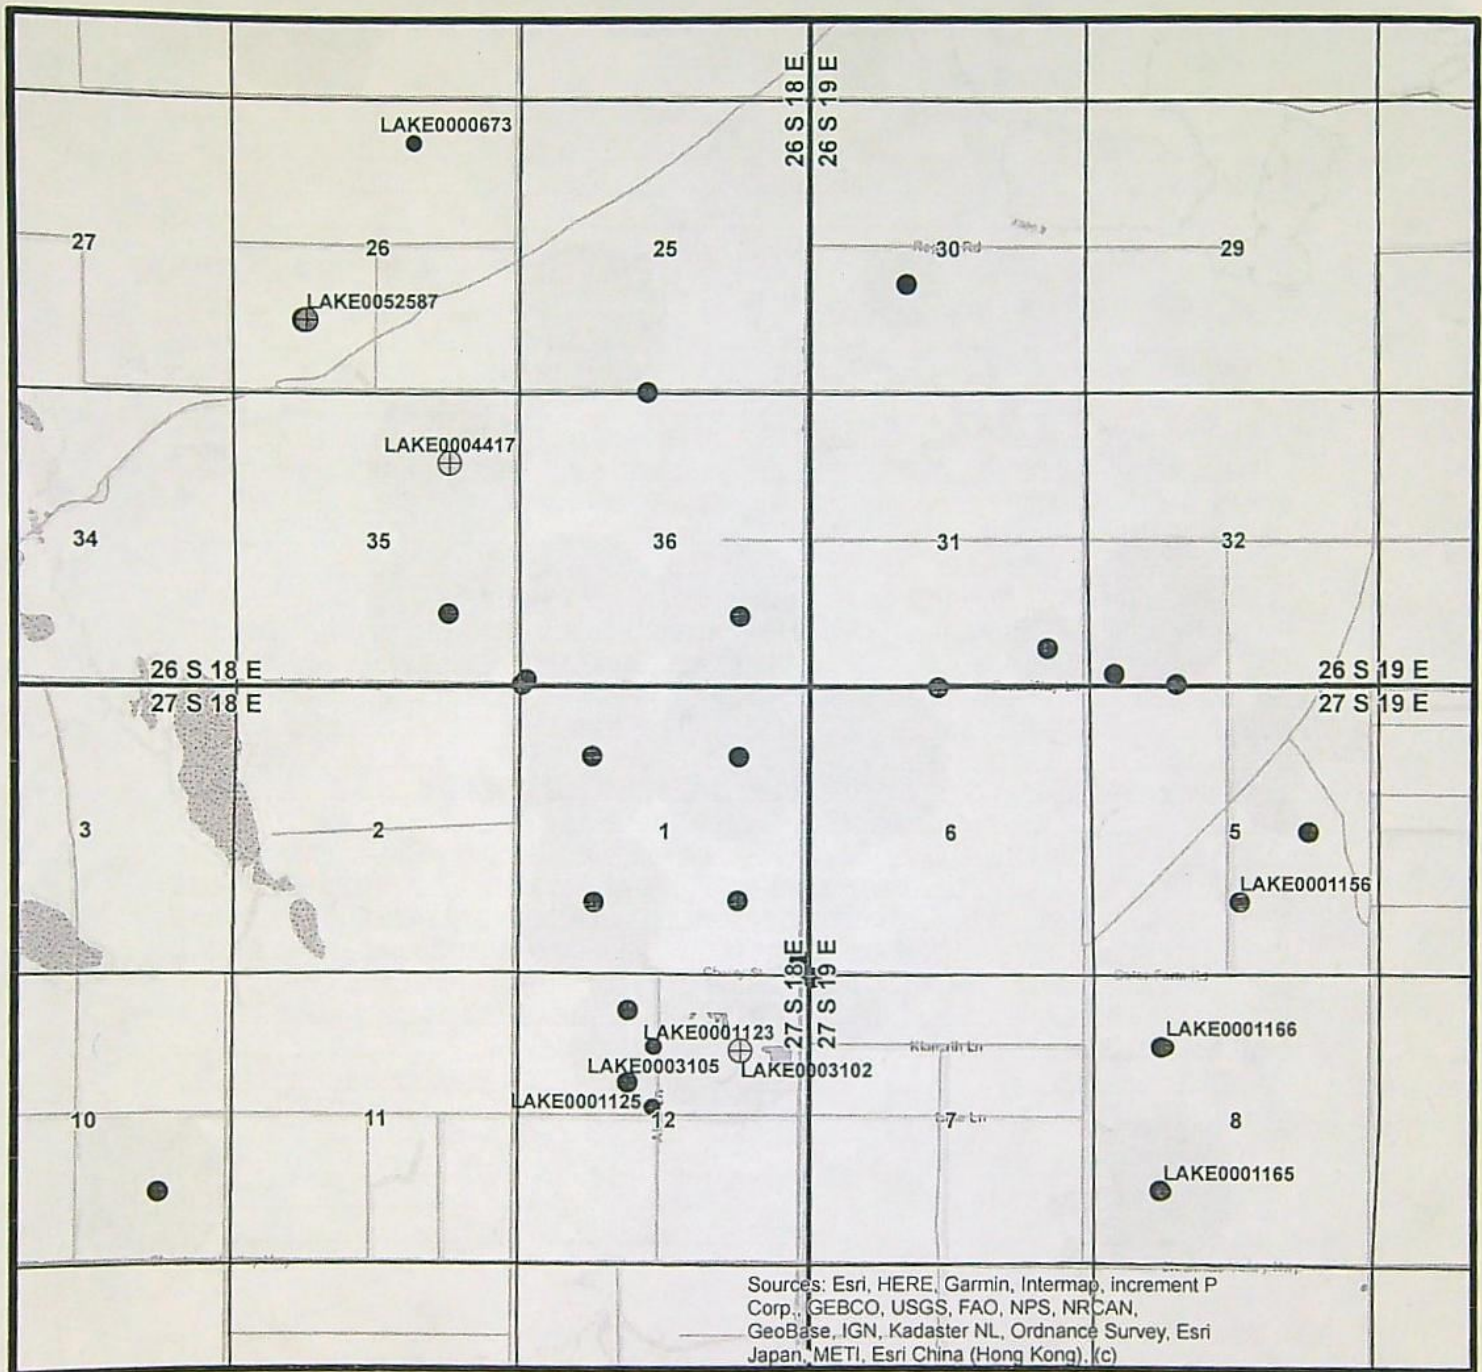 26 S 18 E
26 S 19 E
LAKE0000673
27
26
25
30
29
LAKE0052587
LAKE0004417
34
35
36
31
32
26 S 18 E
26 S 19 E
27 S 18 E
27 S 19 E
3
2
1
6
5
LAKE0001156
27 S 18 E
27 S 19 E
LAKE0001123
LAKE0001166
Klamath Ln
LAKE0003105
LAKE0003102
LAKE0001125
10
11
12
7
8
LAKE0001165
Sources: Esri, HERE, Garmin, Intermap, increment P
Corp., GEBCO, USGS, FAO, NPS, NRCAN,
GeoBase, IGN, Kadaster NL, Ordnance Survey, Esri
Japan, METI, Esri China (Hong Kong), (c)